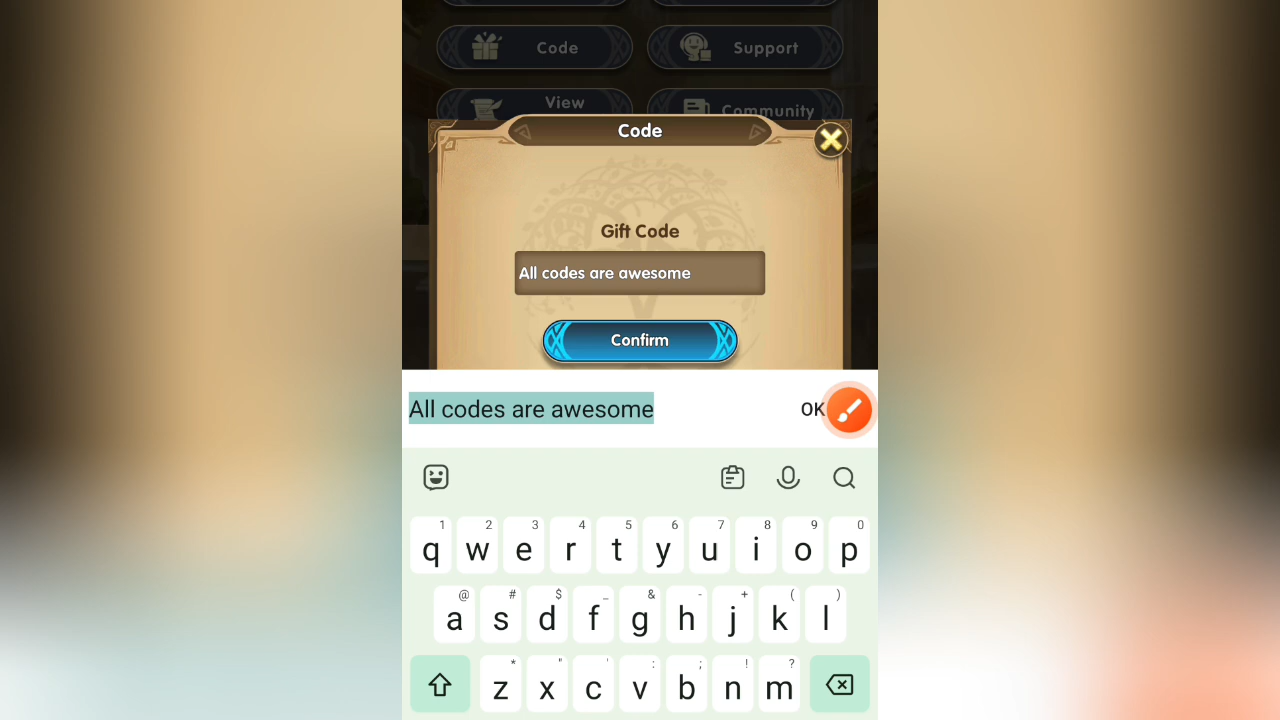 Code
Support
View
Community
Code
Gift Code
All codes are awesome
Confirm
All codes are awesome
OK
1 2 3 4 5 6 7 8 9 0
q w e r t y u i o p
@ # $ _ & - + ( )
a s d f g h j k l
* " ' : ; ! ?
z x c v b n m